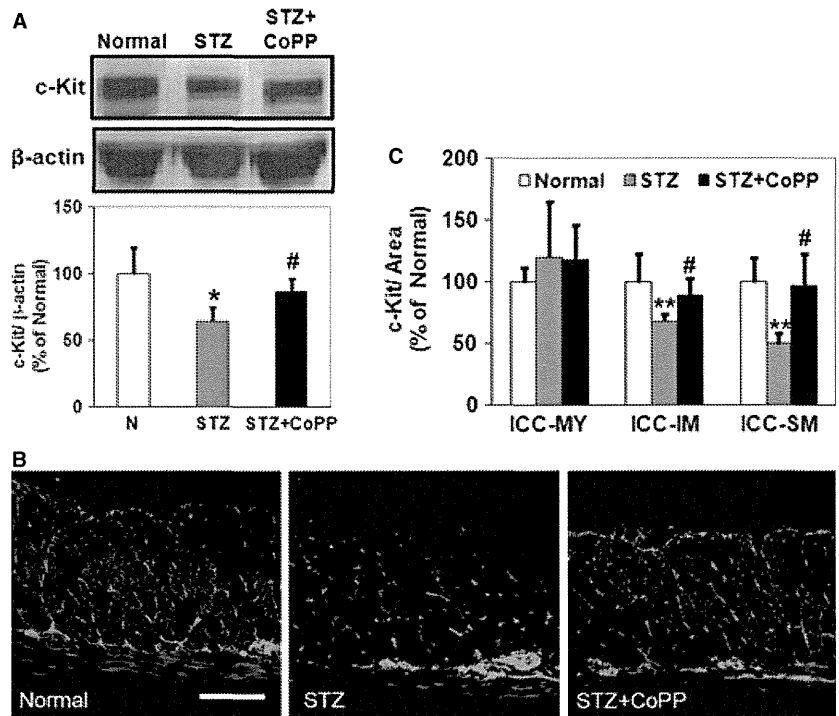 A
Normal STZ STZ+
CoPP
c-Kit
β-actin
c-Kit/ β-actin
(% of Normal)
150
100
50
0
*
#
N STZ STZ+CoPP
C
c-Kit/ Area
(% of Normal)
200
150
100
50
0
Normal STZ STZ+CoPP
** # ** #
ICC-MY ICC-IM ICC-SM
B
Normal STZ STZ+CoPP